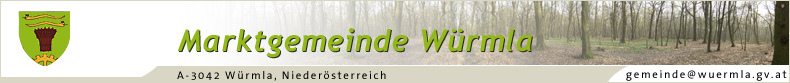 Marktgemeinde Würmla
A-3042 Würmla, Niederösterreich
gemeinde@wuermla.gv.at